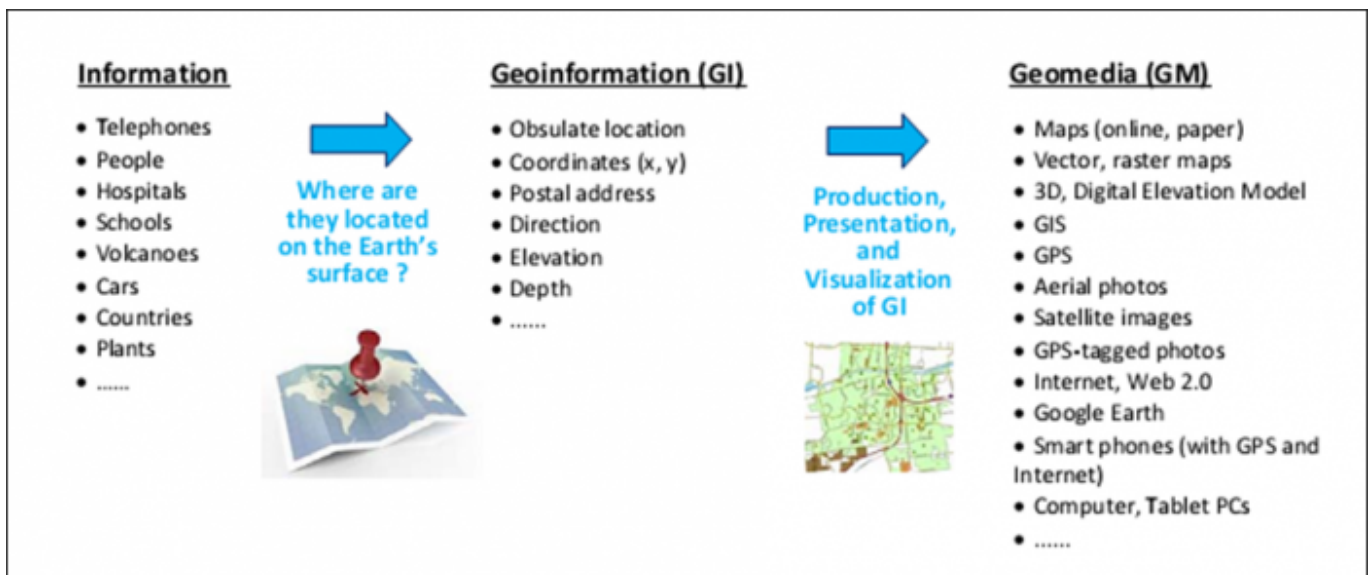 Information
• Telephones
• People
• Hospitals
• Schools
• Volcanoes
• Cars
• Countries
• Plants
• ......
Where are
they located
on the Earth's
surface ?
Geoinformation (GI)
• Obsulate location
• Coordinates (x, y)
• Postal address
• Direction
• Elevation
• Depth
• ......
Production,
Presentation,
and
Visualization
of GI
Geomedia (GM)
• Maps (online, paper)
• Vector, raster maps
• 3D, Digital Elevation Model
• GIS
• GPS
• Aerial photos
• Satellite images
• GPS-tagged photos
• Internet, Web 2.0
• Google Earth
• Smart phones (with GPS and
Internet)
• Computer, Tablet PCs
• ......